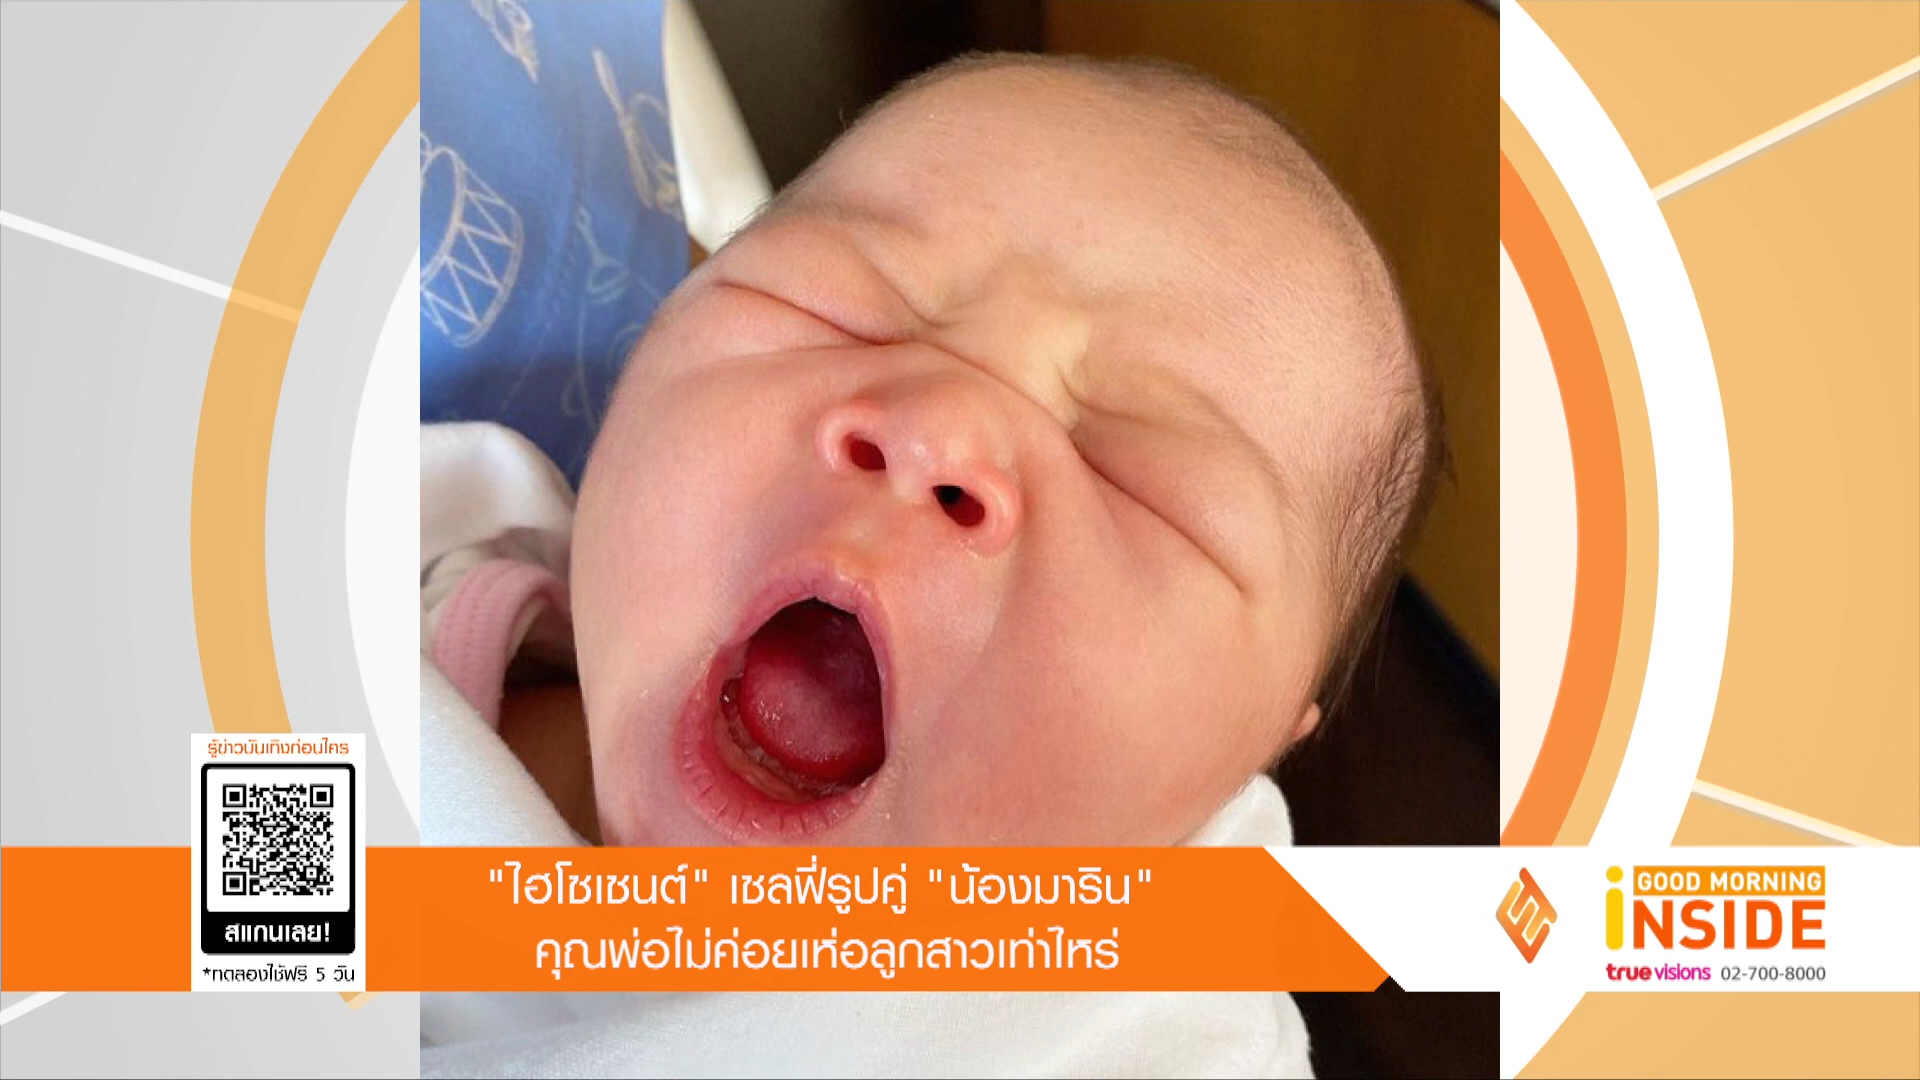 รู้ข่าวบันเทิงก่อนใคร
สแกนเลย!
*ทดลองใช้ฟรี 5 วัน
"ไฮโซเซนต์" เซลฟี่รูปคู่ "น้องมาริน"
คุณพ่อไม่ค่อยเห่อลูกสาวเท่าไหร่
GOOD MORNING
iNSIDE
true visions 02-700-8000